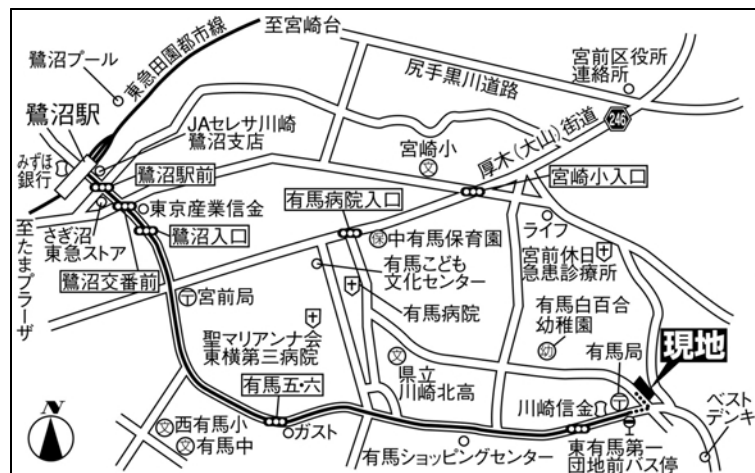 至宮崎台
東急田園都市線
鷺沼プール
尻手黒川道路
宮前区役所
連絡所
246
鷺沼駅
JAセレサ川崎
鷺沼支店
宮崎小
文
厚木(大山)街道
みずほ
銀行
鷺沼駅前
宮崎小入口
有馬病院入口
東京産業信金
さぎ沼
東急ストア
鷺沼入口
保
中有馬保育園
ライフ
至たまプラーザ
鷺沼交番前
有馬こども
文化センター
宮前休日
急患診療所
〒
宮前局
有馬病院
有馬白百合
幼稚園
幼
聖マリアンナ会
東横第三病院
文
県立
川崎北高
有馬局
〒
現地
有馬五・六
川崎信金
ベスト
デンキ
N
文
西有馬小
文
有馬中
ガスト
有馬ショッピングセンター
東有馬第一
団地前バス停